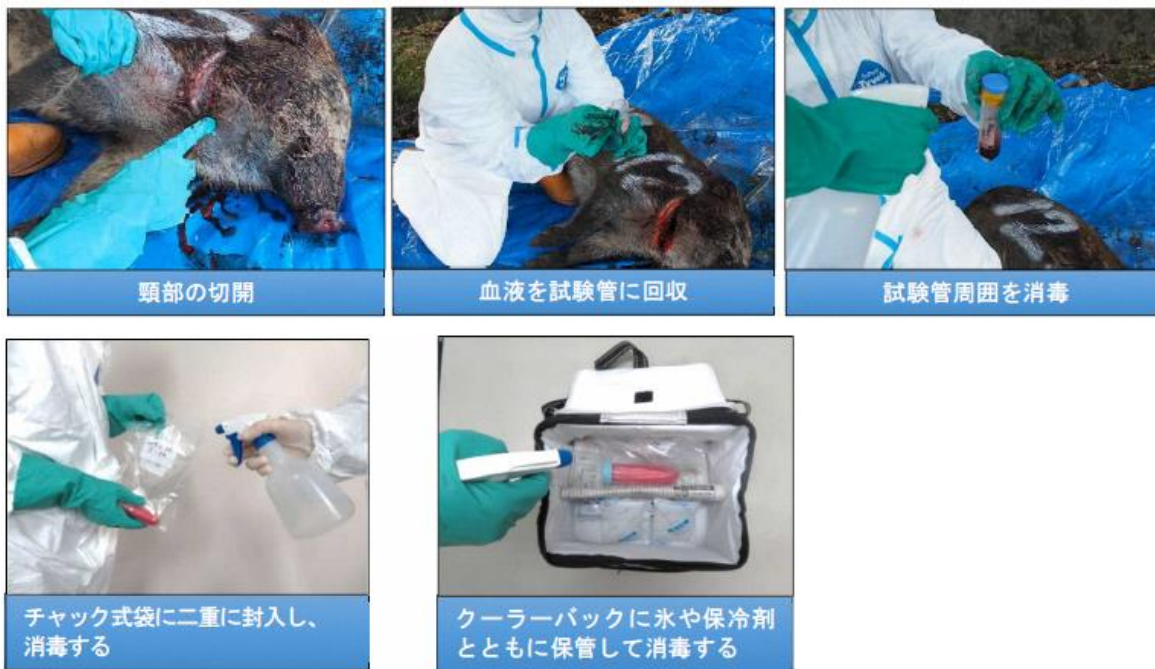 頸部の切開
血液を試験管に回収
試験管周囲を消毒
チャック式袋に二重に封入し、
消毒する
クーラーバックに氷や保冷剤
とともに保管して消毒する